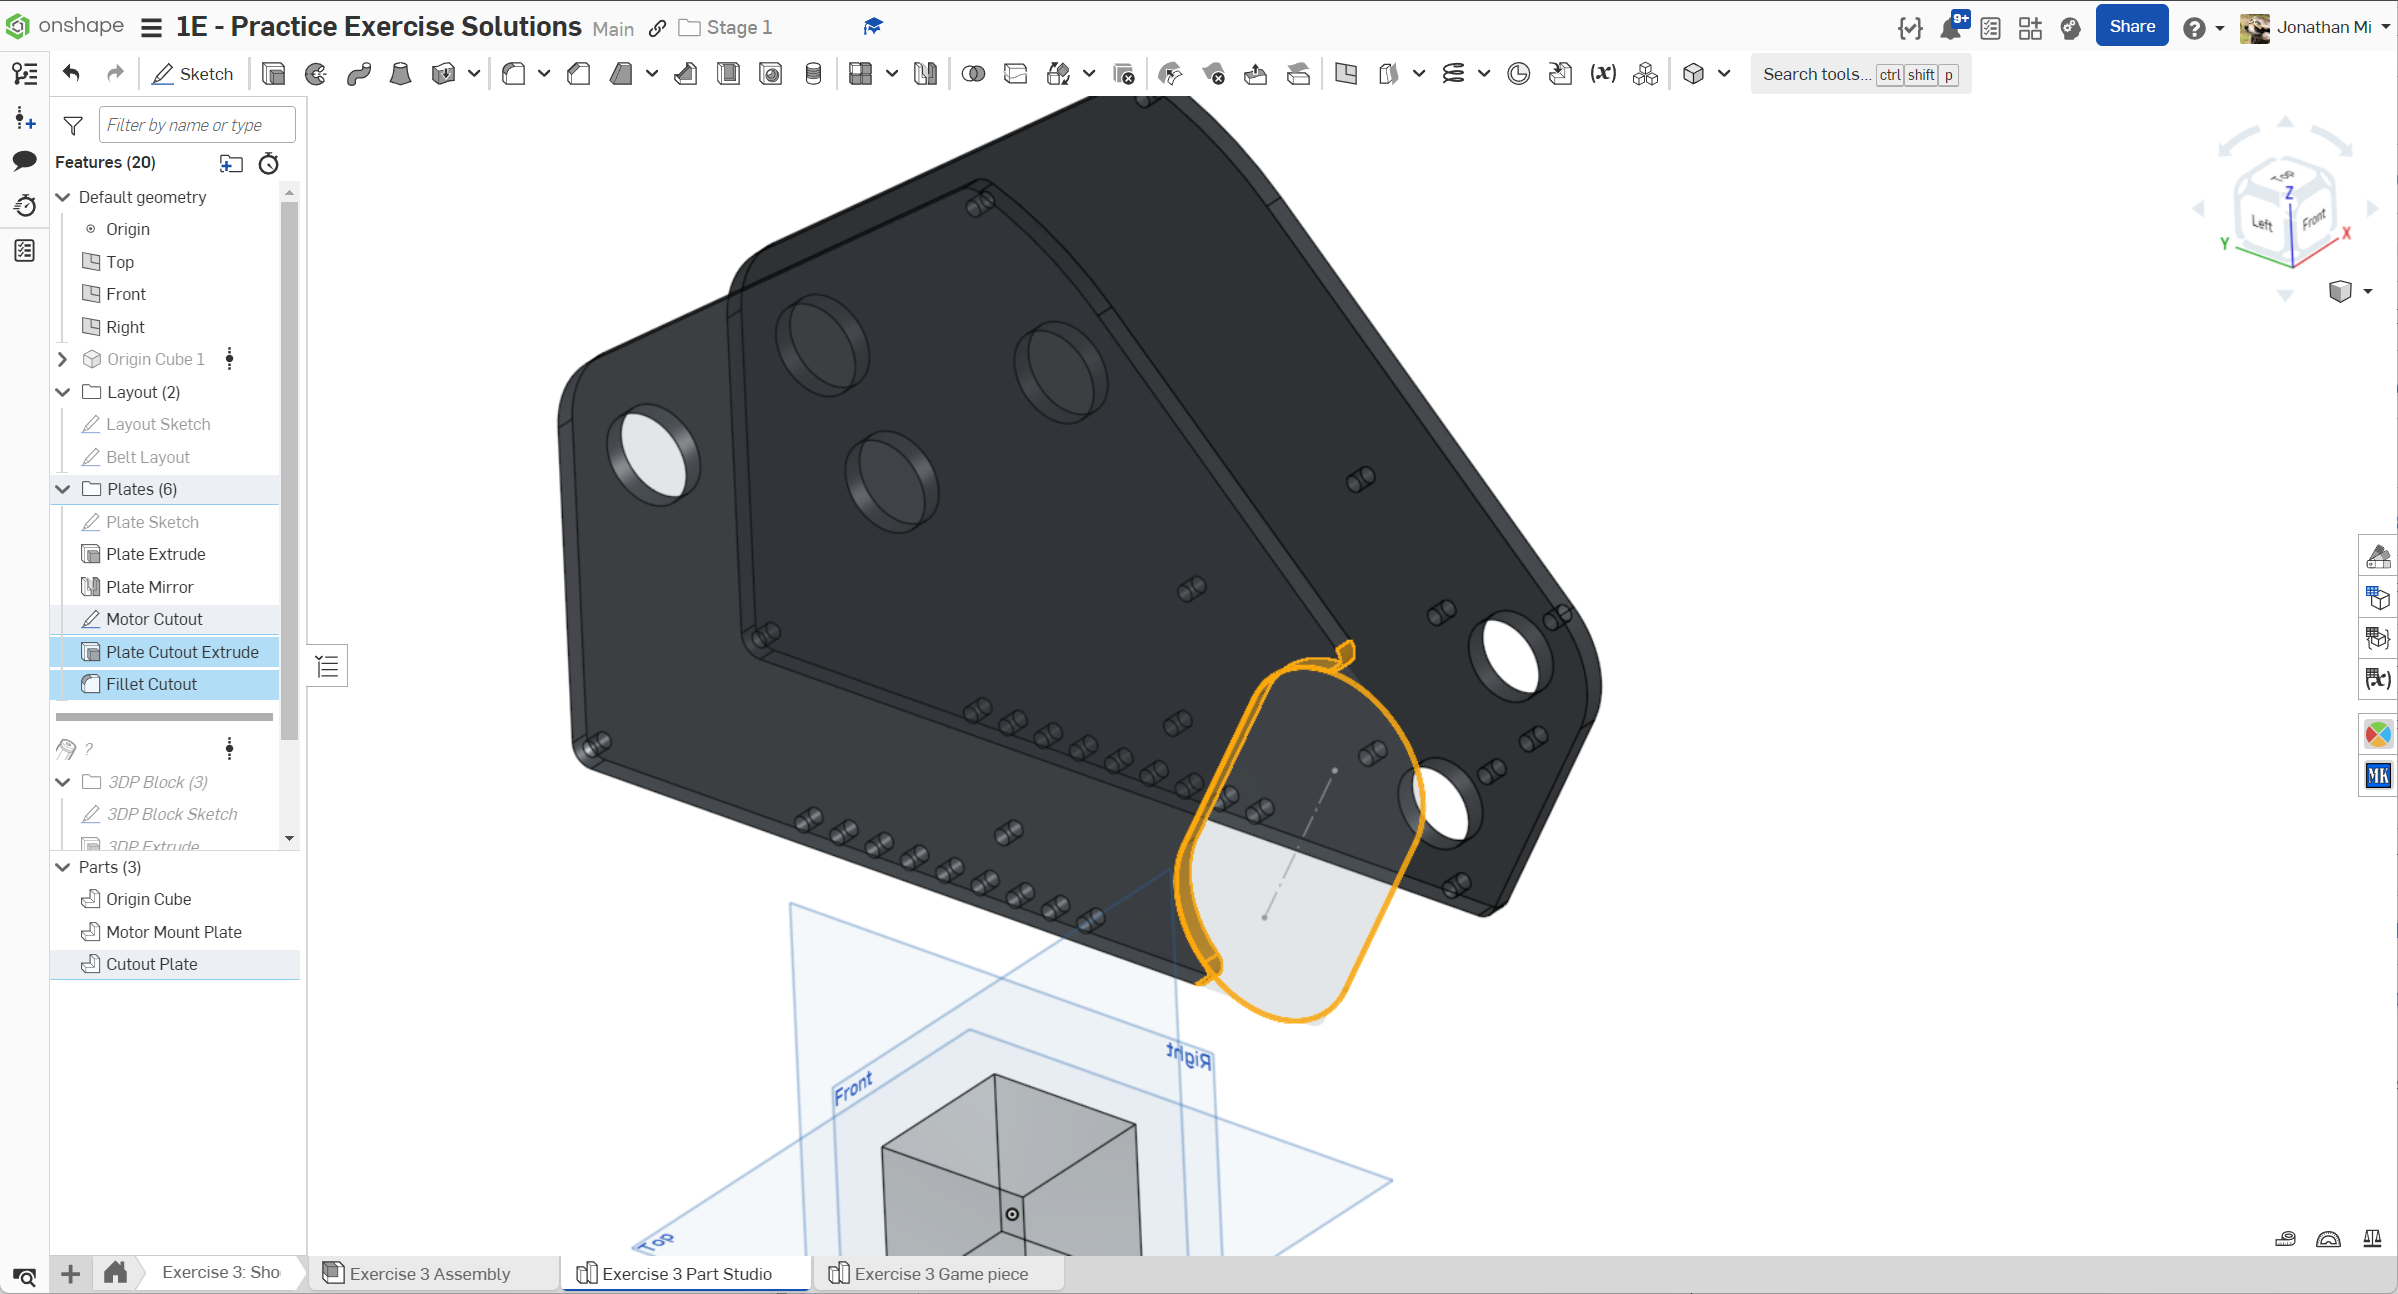 onshape 1E - Practice Exercise Solutions Main Stage 1 9+ Share Jonathan Mi
Sketch Search tools... ctrl shift p
Filter by name or type
Features (20)
Default geometry
Origin
Top
Front
Right
Origin Cube 1
Layout (2)
Layout Sketch
Belt Layout
Plates (6)
Plate Sketch
Plate Extrude
Plate Mirror
Motor Cutout
Plate Cutout Extrude
Fillet Cutout
?
3DP Block (3)
3DP Block Sketch
3DP Extrude
Parts (3)
Origin Cube
Motor Mount Plate
Cutout Plate
Top
Z
Left
Front
Y
X
(x)
(x)
MK
Right
Front
Top
Exercise 3: Sho Exercise 3 Assembly Exercise 3 Part Studio Exercise 3 Game piece